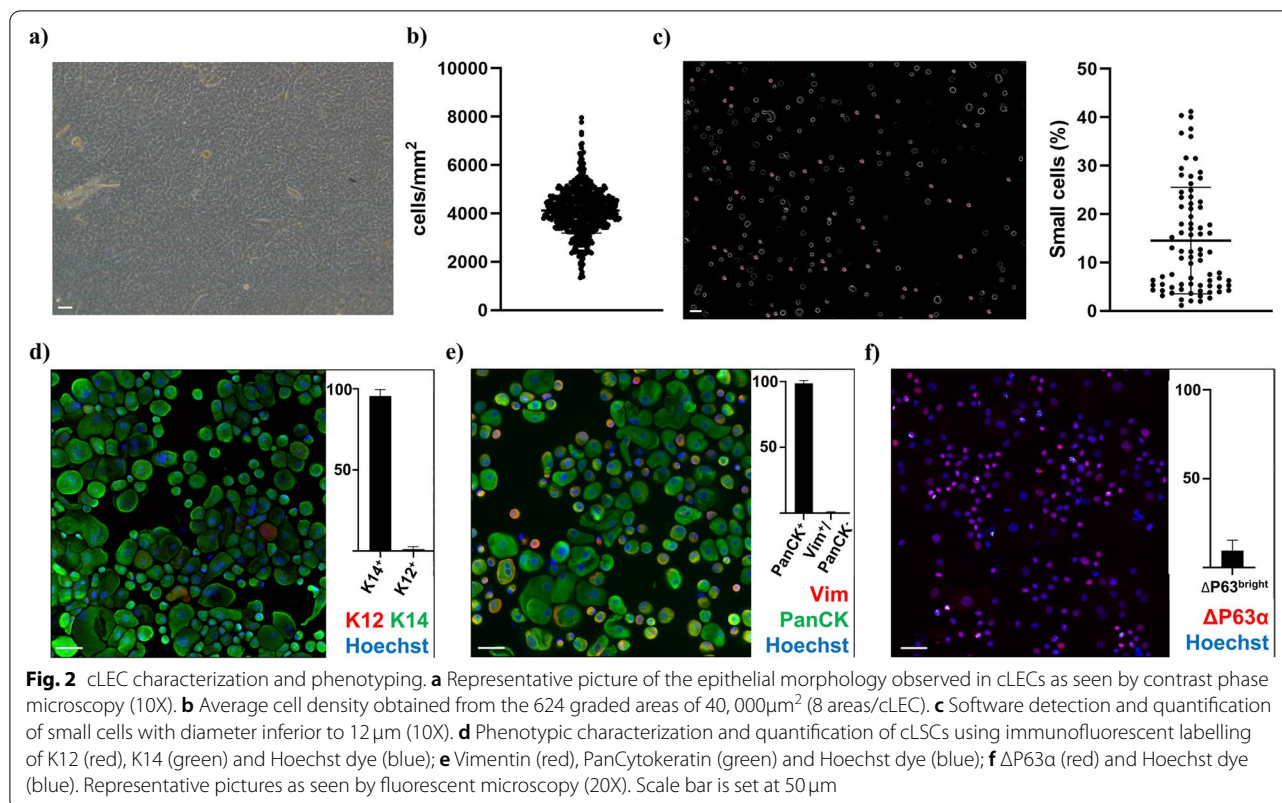 a)
b)
c)
10000
8000
6000
4000
2000
0
cells/mm²
50
40
30
20
10
0
Small cells (%)
d)
100
50
K14⁺
K12⁺
K12 K14
Hoechst
e)
100
50
PanCK⁺
Vim⁺/
PanCK⁻
Vim
PanCK
Hoechst
f)
100
50
ΔP63ᵇʳⁱᵍʰᵗ
ΔP63α
Hoechst
Fig. 2 cLEC characterization and phenotyping. a Representative picture of the epithelial morphology observed in cLECs as seen by contrast phase
microscopy (10X). b Average cell density obtained from the 624 graded areas of 40, 000µm² (8 areas/cLEC). c Software detection and quantification
of small cells with diameter inferior to 12 µm (10X). d Phenotypic characterization and quantification of cLSCs using immunofluorescent labelling
of K12 (red), K14 (green) and Hoechst dye (blue); e Vimentin (red), PanCytokeratin (green) and Hoechst dye (blue); f ΔP63α (red) and Hoechst dye
(blue). Representative pictures as seen by fluorescent microscopy (20X). Scale bar is set at 50 µm